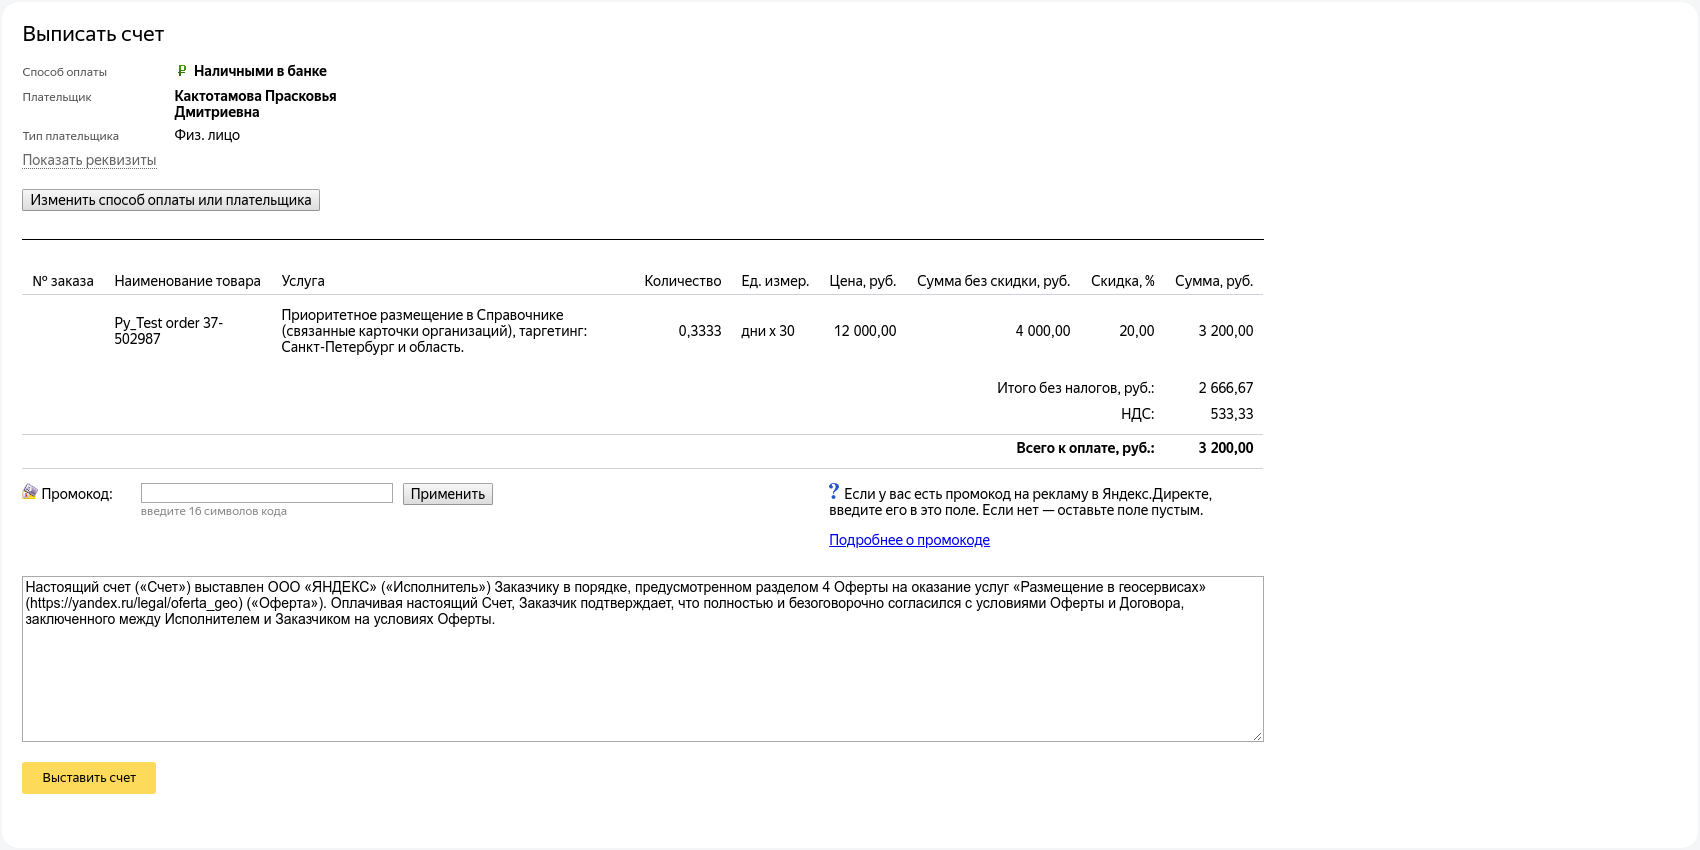 Выписать счет
Способ оплаты ₽ Наличными в банке
Плательщик Кактотамова Прасковья
Дмитриевна
Тип плательщика Физ. лицо
Показать реквизиты
Изменить способ оплаты или плательщика
№ заказа Наименование товара Услуга Количество Ед. измер. Цена, руб. Сумма без скидки, руб. Скидка, % Сумма, руб.
Py_Test order 37-
502987
Приоритетное размещение в Справочнике
(связанные карточки организаций), таргетинг:
Санкт-Петербург и область.
0,3333 дни x 30 12 000,00 4 000,00 20,00 3 200,00
Итого без налогов, руб.: 2 666,67
НДС: 533,33
Всего к оплате, руб.: 3 200,00
Промокод: Применить
введите 16 символов кода
? Если у вас есть промокод на рекламу в Яндекс.Директе,
введите его в это поле. Если нет — оставьте поле пустым.
Подробнее о промокоде
Настоящий счет («Счет») выставлен ООО «ЯНДЕКС» («Исполнитель») Заказчику в порядке, предусмотренном разделом 4 Оферты на оказание услуг «Размещение в геосервисах»
(https://yandex.ru/legal/oferta_geo) («Оферта»). Оплачивая настоящий Счет, Заказчик подтверждает, что полностью и безоговорочно согласился с условиями Оферты и Договора,
заключенного между Исполнителем и Заказчиком на условиях Оферты.
Выставить счет